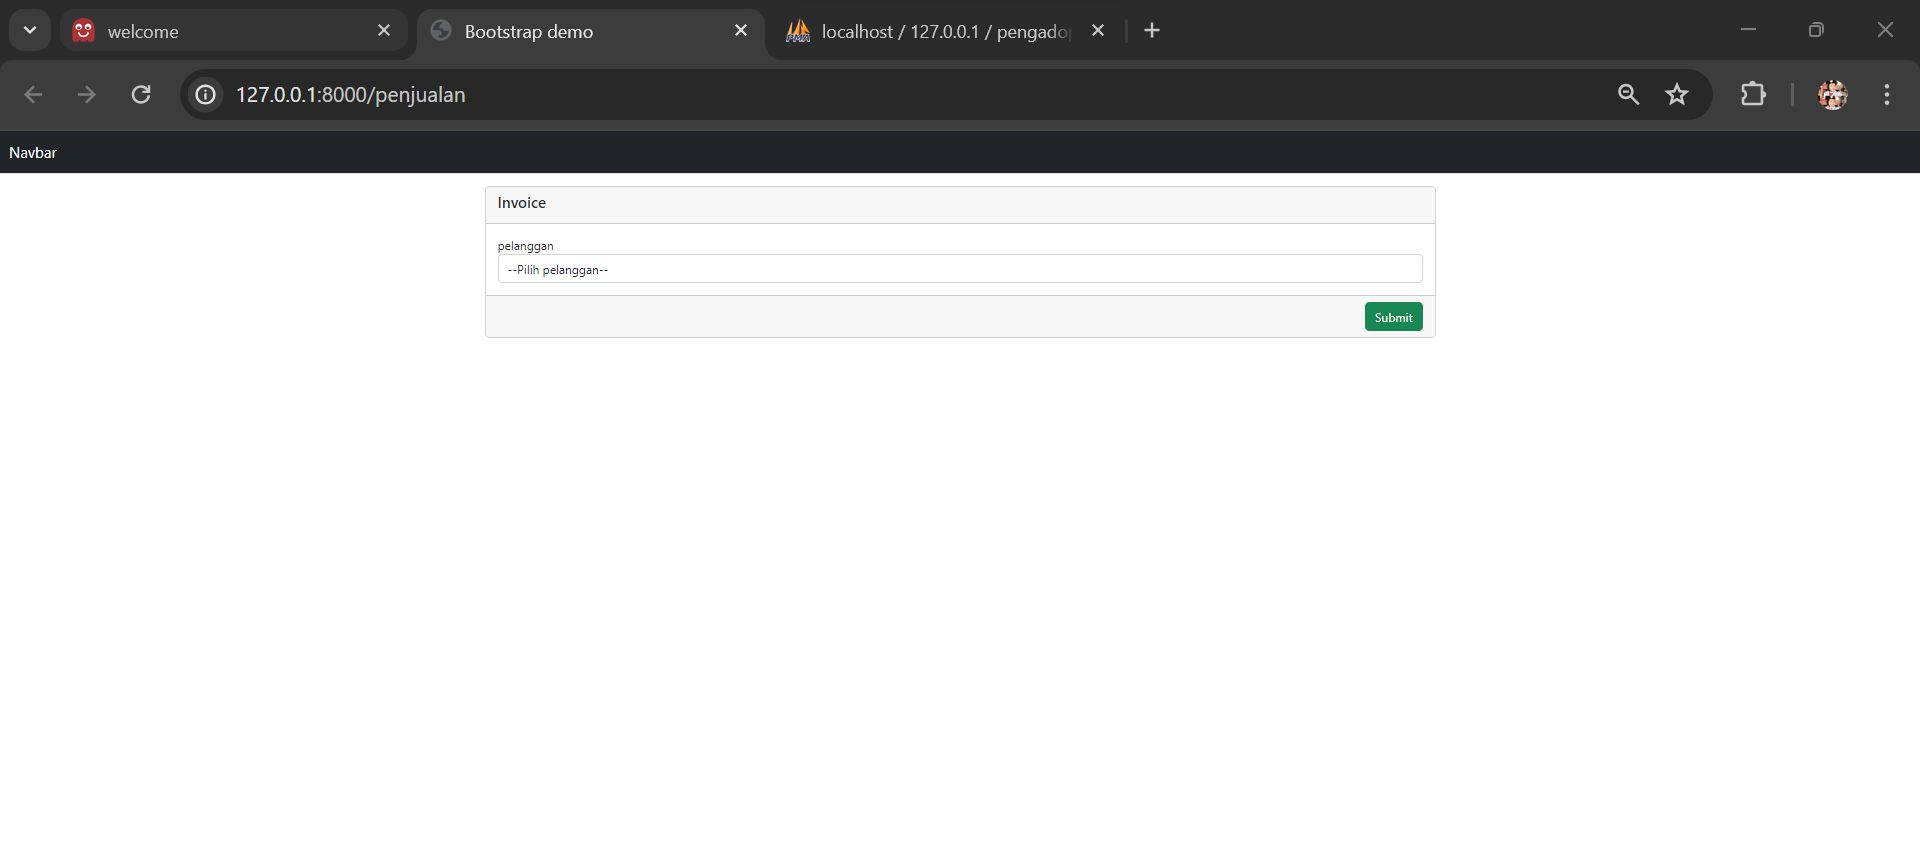 welcome
Bootstrap demo
localhost / 127.0.0.1 / pengado
127.0.0.1:8000/penjualan
Navbar
Invoice
pelanggan
--Pilih pelanggan--
Submit